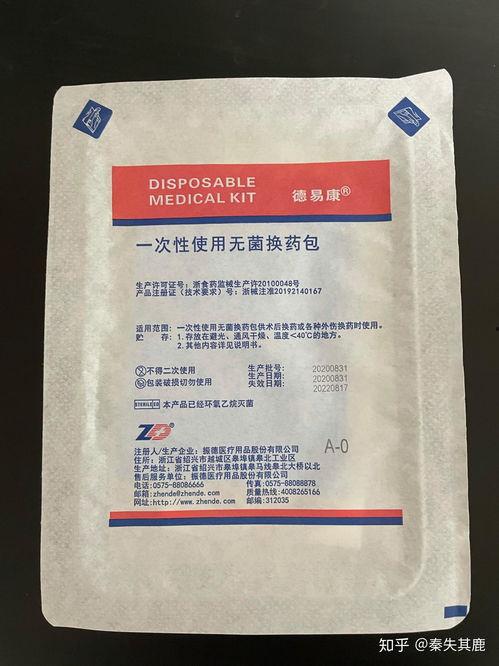 DISPOSABLE
MEDICAL KIT
德易康®
一次性使用无菌换药包
生产许可证号：浙食药监械生产许20100048号
产品注册证（技术要求）号：浙械注准20192140167
适用范围：一次性使用无菌换药包供术后换药或各种外伤换药时使用。
贮 存：1.存放在避光、通风干燥、温度<40℃的地方。
2.其他内容详见说明书。
不得二次使用
包装破损切勿使用
生产批号：20200831
生产日期：20200831
失效日期：20220817
STERILE EO 本产品已经环氧乙烷灭菌
ZD®
A-0
注册人/生产企业：振德医疗用品股份有限公司
住所：浙江省绍兴市越城区皋埠镇皋北工业区
生产地址：浙江省绍兴市皋埠镇皋马线皋北大桥以北
售后服务单位：振德医疗用品股份有限公司
电话:0575-88086666 传真:0575-88088878
邮箱:zhende@zhende.com 质量热线:4008265166
网址:http://www.zhende.com 邮编:312035
知乎 @秦失其鹿